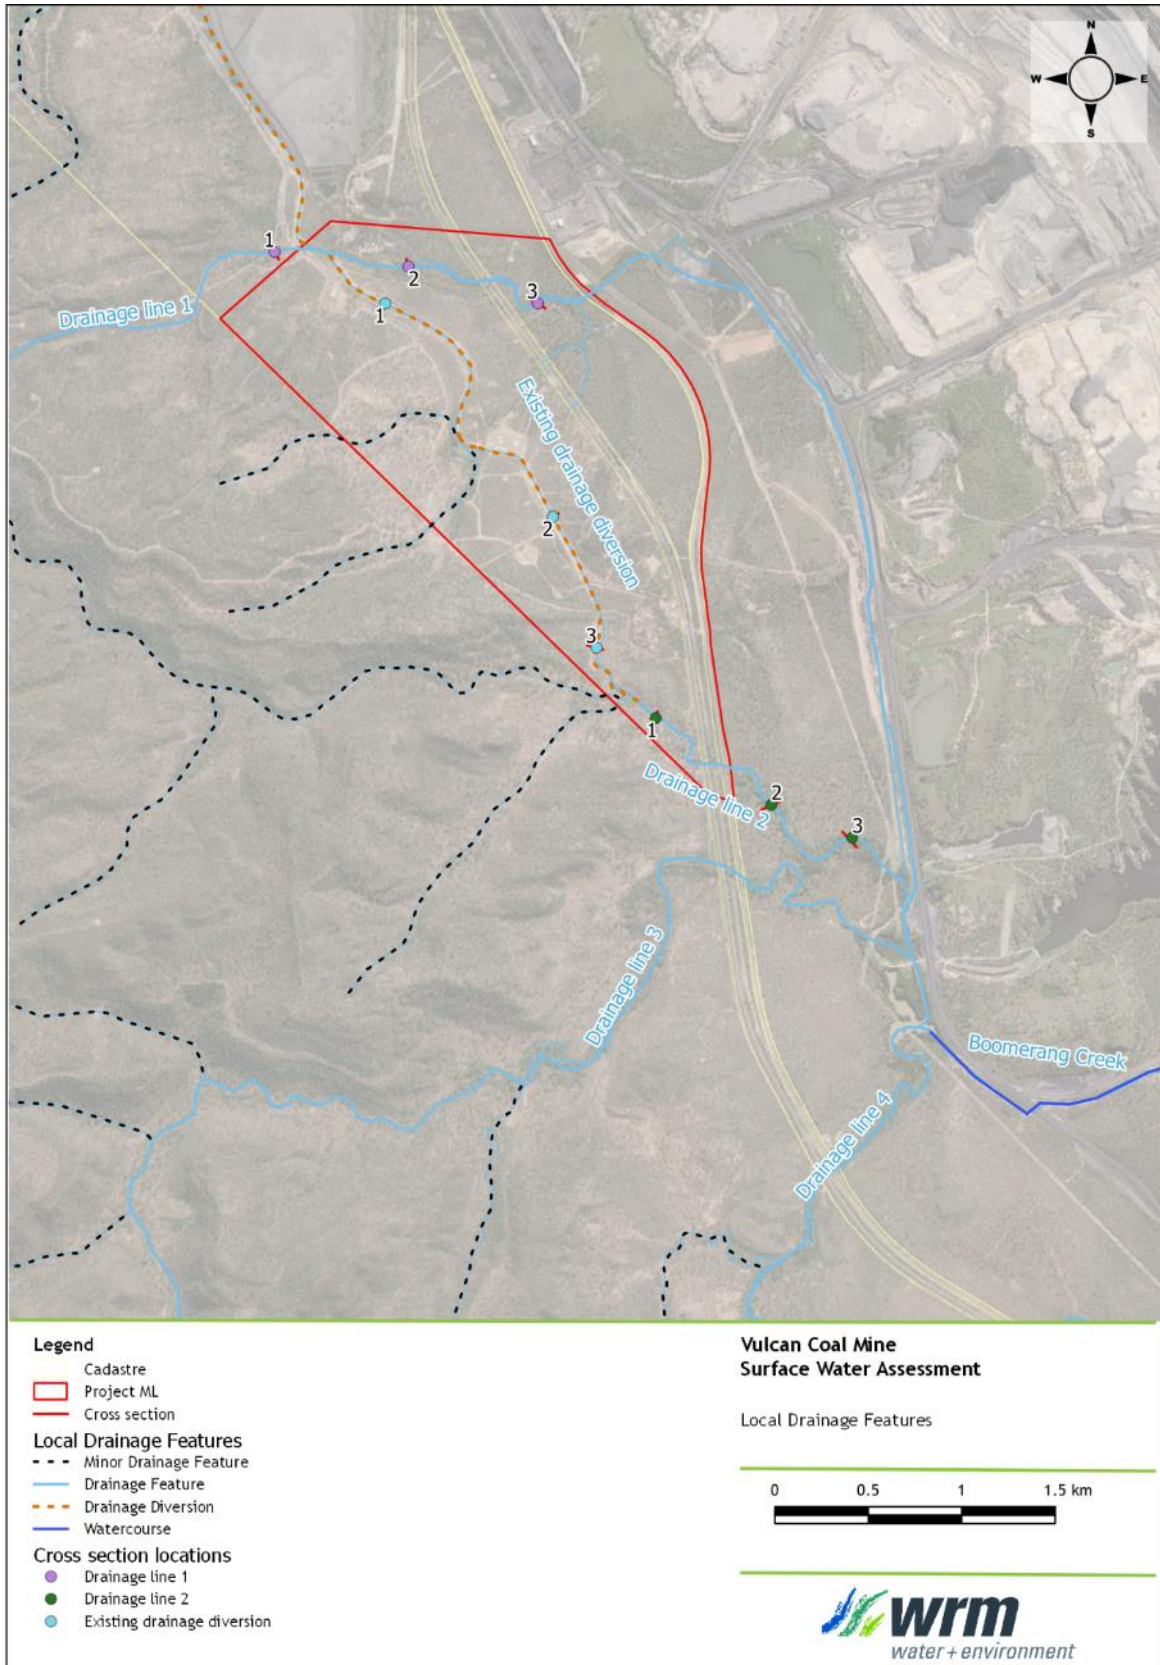 N
W E
S
1
2
3
Drainage line 1
1
Existing drainage diversion
2
3
1
Drainage line 2
2
3
Drainage line 3
Boomerang Creek
Drainage line 4
Legend
Cadastre
Project ML
Cross section
Local Drainage Features
Minor Drainage Feature
Drainage Feature
Drainage Diversion
Watercourse
Cross section locations
Drainage line 1
Drainage line 2
Existing drainage diversion
Vulcan Coal Mine
Surface Water Assessment
Local Drainage Features
0 0.5 1 1.5 km
wrm
water + environment